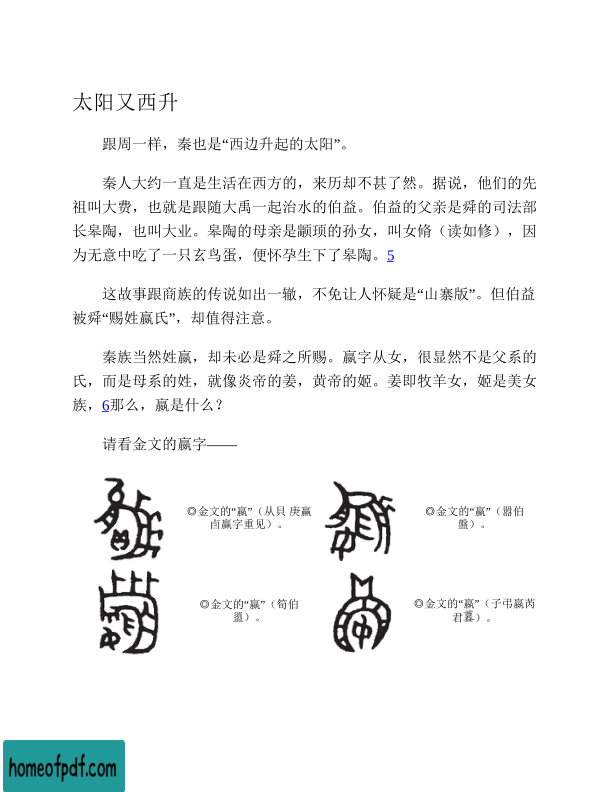 太阳又西升
跟周一样，秦也是“西边升起的太阳”。
秦人大约一直是生活在西方的，来历却不甚了然。据说，他们的先
祖叫大费，也就是跟随大禹一起治水的伯益。伯益的父亲是舜的司法部
长皋陶，也叫大业。皋陶的母亲是颛顼的孙女，叫女脩（读如修），因
为无意中吃了一只玄鸟蛋，便怀孕生下了皋陶。5
这故事跟商族的传说如出一辙，不免让人怀疑是“山寨版”。但伯益
被舜“赐姓嬴氏”，却值得注意。
秦族当然姓嬴，却未必是舜之所赐。嬴字从女，很显然不是父系的
氏，而是母系的姓，就像炎帝的姜，黄帝的姬。姜即牧羊女，姬是美女
族，6那么，嬴是什么？
请看金文的嬴字——
◎金文的“嬴”（从貝 庚嬴
贞嬴字重见）。
◎金文的“嬴”（嚣伯
盤）。
◎金文的“嬴”（筍伯
）。
◎金文的“嬴”（子弔嬴芮
君）。
homeofpdf.com